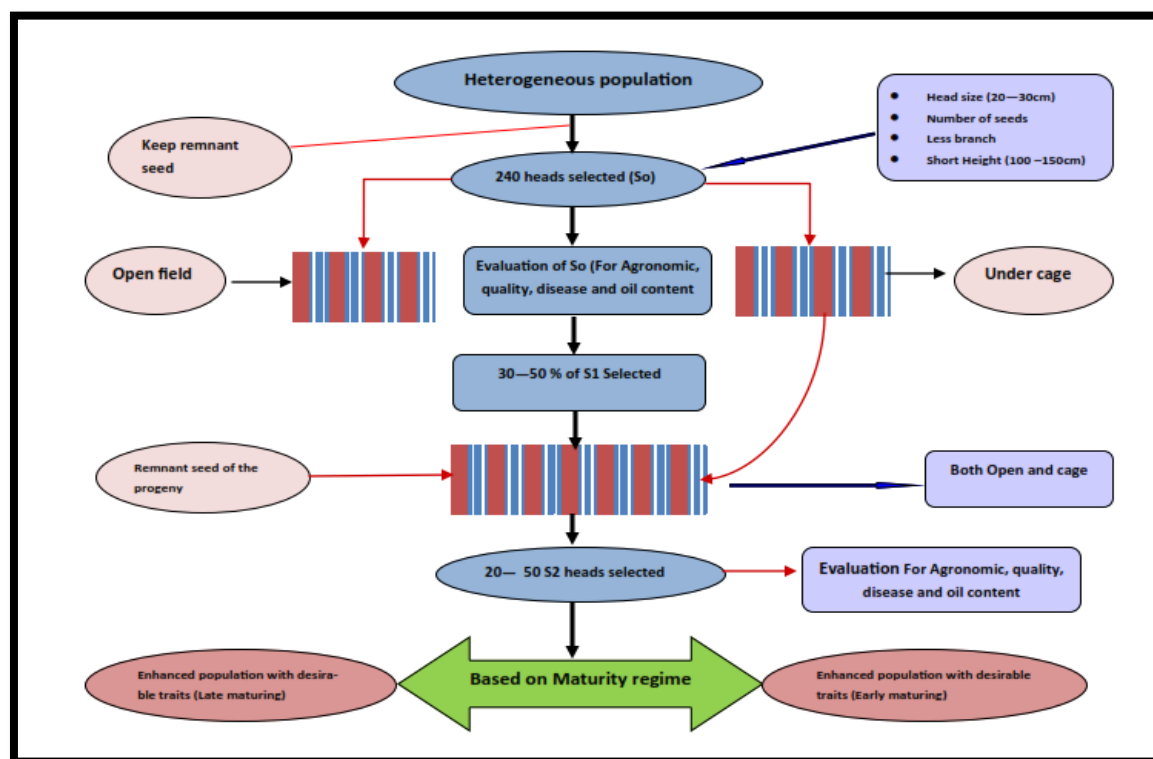 Heterogeneous population
● Head size (20—30cm)
● Number of seeds
● Less branch
● Short Height (100 –150cm)
Keep remnant
seed
240 heads selected (So)
Open field
Evaluation of So (For Agronomic,
quality, disease and oil content
Under cage
30—50 % of S1 Selected
Remnant seed of the
progeny
Both Open and cage
20— 50 S2 heads selected
Evaluation For Agronomic, quality,
disease and oil content
Enhanced population with desira-
ble traits (Late maturing)
Based on Maturity regime
Enhanced population with desirable
traits (Early maturing)